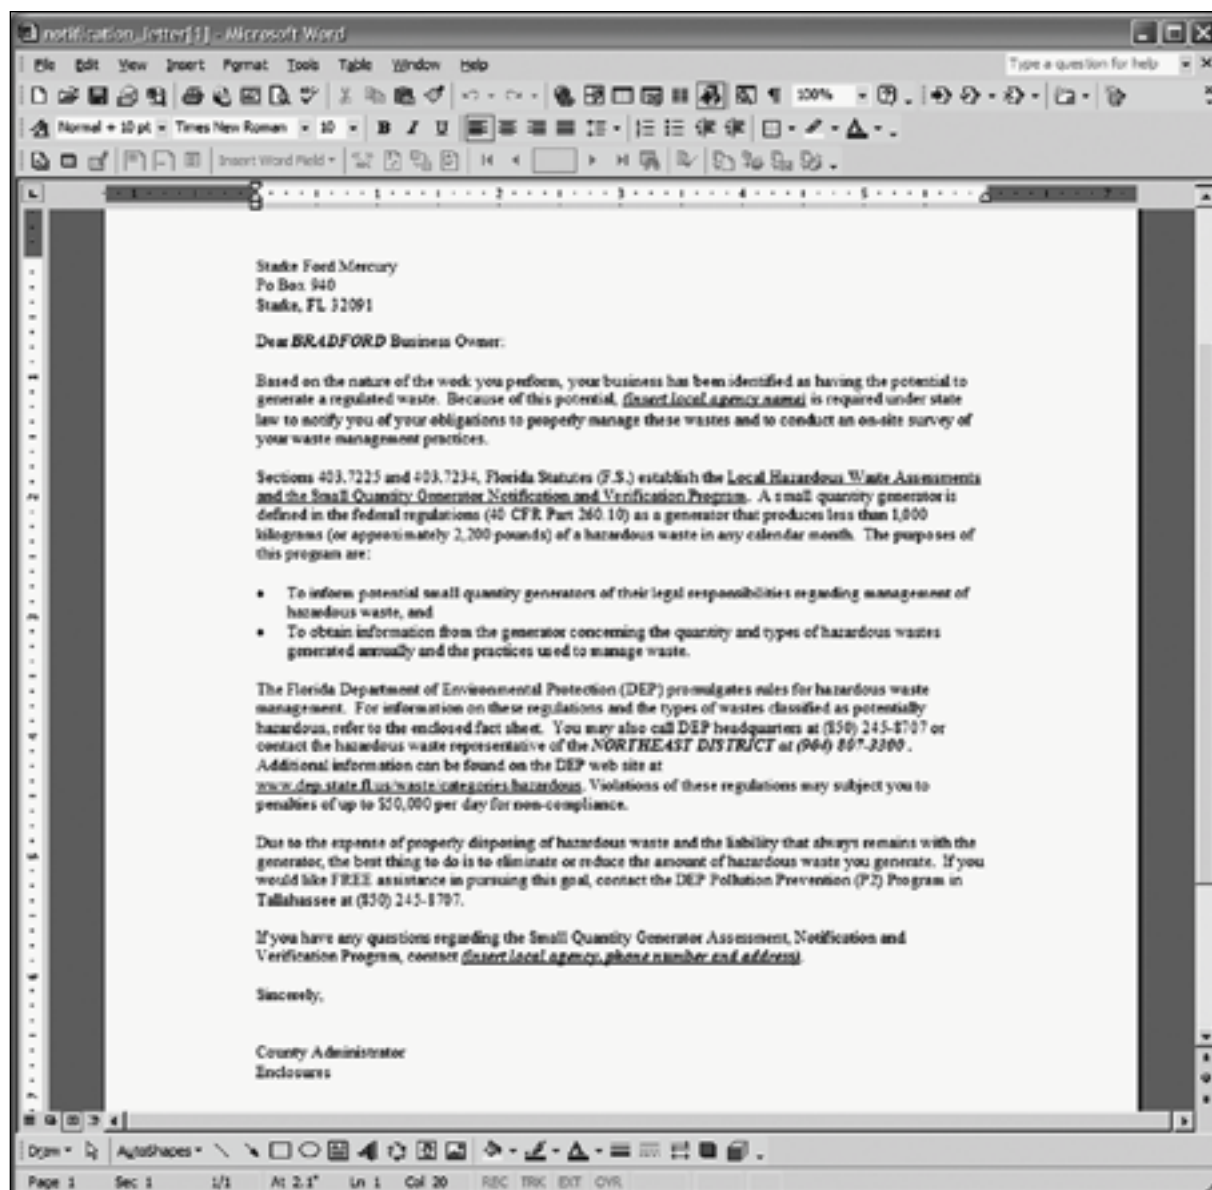 notification_letter[1] - Microsoft Word
File Edit View Insert Format Tools Table Window Help
Type a question for help
100%
Normal + 10 pt Times New Roman 10 B I U
Insert Word Field
1 1 2 3 4 5 7
Starke Ford Mercury
Po Box 940
Starke, FL 32091
Dear BRADFORD Business Owner:
Based on the nature of the work you perform, your business has been identified as having the potential to
generate a regulated waste. Because of this potential, (insert local agency name) is required under state
law to notify you of your obligations to properly manage these wastes and to conduct an on-site survey of
your waste management practices.
Sections 403.7225 and 403.7234, Florida Statutes (F.S.) establish the Local Hazardous Waste Assessments
and the Small Quantity Generator Notification and Verification Program. A small quantity generator is
defined in the federal regulations (40 CFR Part 260.10) as a generator that produces less than 1,000
kilograms (or approximately 2,200 pounds) of a hazardous waste in any calendar month. The purposes of
this program are:
• To inform potential small quantity generators of their legal responsibilities regarding management of
hazardous waste, and
• To obtain information from the generator concerning the quantity and types of hazardous wastes
generated annually and the practices used to manage waste.
The Florida Department of Environmental Protection (DEP) promulgates rules for hazardous waste
management. For information on these regulations and the types of wastes classified as potentially
hazardous, refer to the enclosed fact sheet. You may also call DEP headquarters at (850) 245-8707 or
contact the hazardous waste representative of the NORTHEAST DISTRICT at (904) 807-3300 .
Additional information can be found on the DEP web site at
www.dep.state.fl.us/waste/categories/hazardous. Violations of these regulations may subject you to
penalties of up to $50,000 per day for non-compliance.
Due to the expense of properly disposing of hazardous waste and the liability that always remains with the
generator, the best thing to do is to eliminate or reduce the amount of hazardous waste you generate. If you
would like FREE assistance in pursuing this goal, contact the DEP Pollution Prevention (P2) Program in
Tallahassee at (850) 245-8707.
If you have any questions regarding the Small Quantity Generator Assessment, Notification and
Verification Program, contact (insert local agency, phone number and address).
Sincerely,
County Administrator
Enclosures
Draw AutoShapes
Page 1 Sec 1 1/1 At 2.1" Ln 1 Col 20 REC TRK EXT OVR